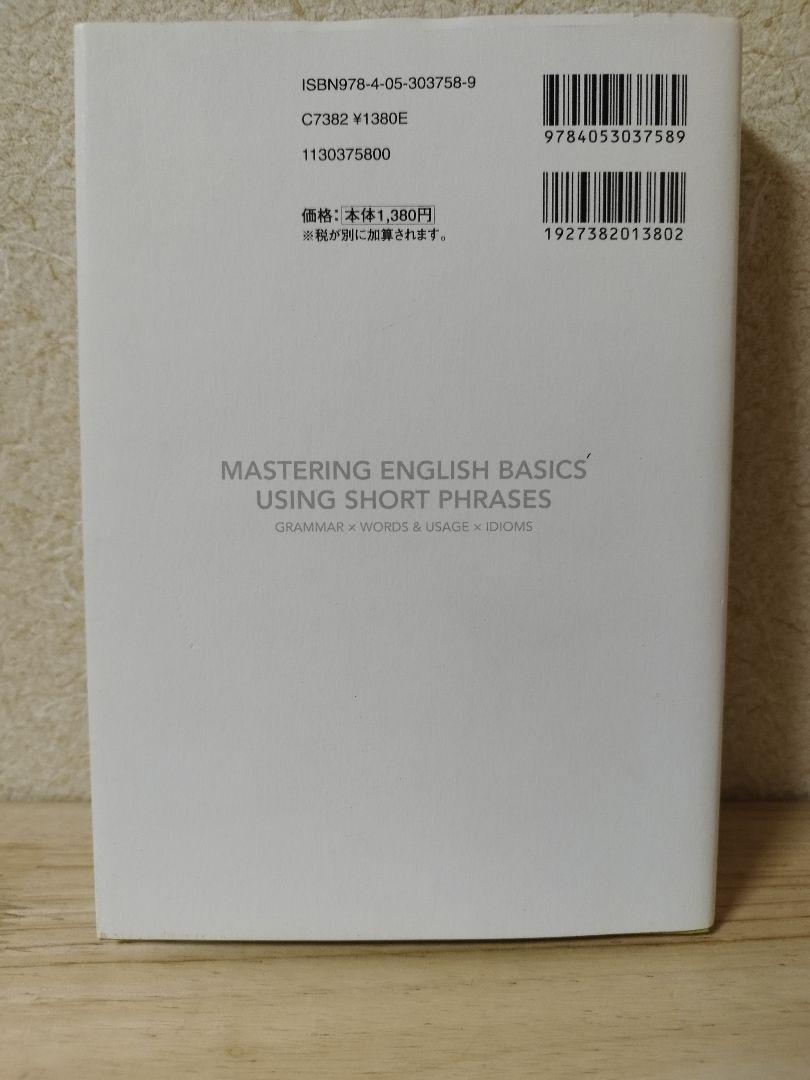 ISBN978-4-05-303758-9
C7382 ¥1380E
1130375800
価格：本体1,380円
※税が別に加算されます。
9784053037589
1927382013802
MASTERING ENGLISH BASICS
USING SHORT PHRASES
GRAMMAR × WORDS & USAGE × IDIOMS